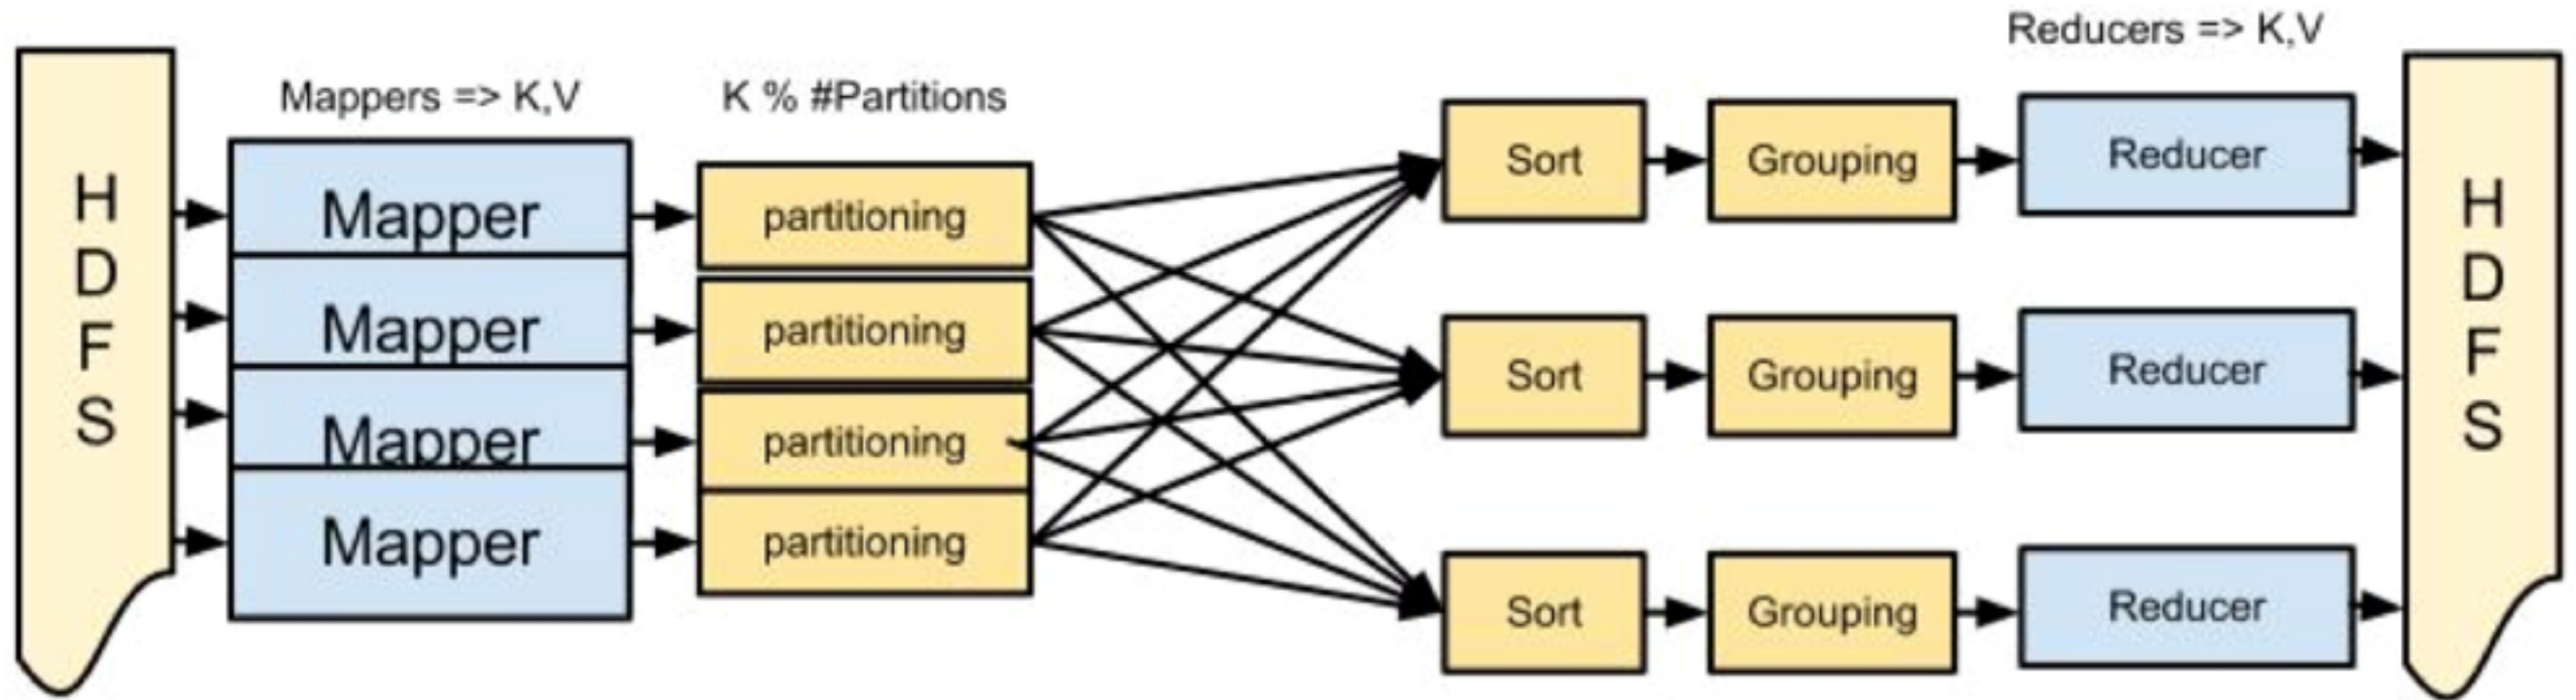 Reducers => K,V
Mappers => K,V
K % #Partitions
H
D
F
S
Mapper
Mapper
Mapper
Mapper
partitioning
partitioning
partitioning
partitioning
Sort
Grouping
Reducer
Sort
Grouping
Reducer
Sort
Grouping
Reducer
H
D
F
S